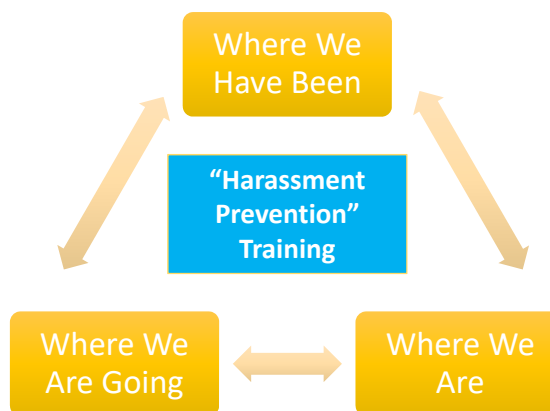 Where We
Have Been
“Harassment
Prevention”
Training
Where We
Are Going
Where We
Are